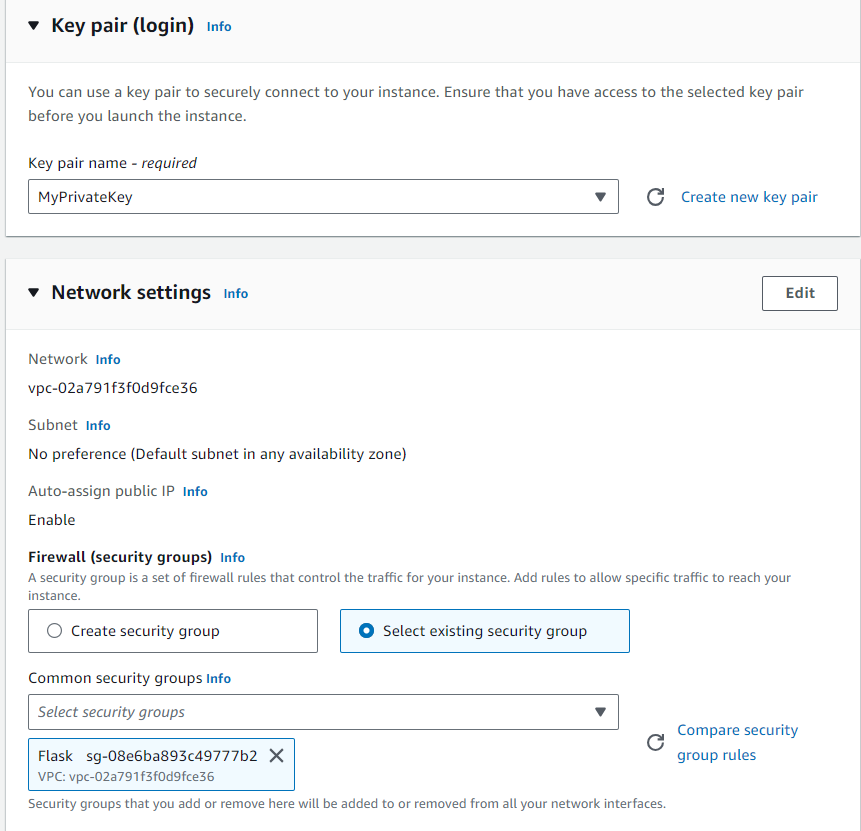 Key pair (login) Info
You can use a key pair to securely connect to your instance. Ensure that you have access to the selected key pair
before you launch the instance.
Key pair name - required
MyPrivateKey
Create new key pair
Network settings Info
Edit
Network Info
vpc-02a791f3f0d9fce36
Subnet Info
No preference (Default subnet in any availability zone)
Auto-assign public IP Info
Enable
Firewall (security groups) Info
A security group is a set of firewall rules that control the traffic for your instance. Add rules to allow specific traffic to reach your
instance.
Create security group
Select existing security group
Common security groups Info
Select security groups
Compare security
group rules
Flask sg-08e6ba893c49777b2
VPC: vpc-02a791f3f0d9fce36
Security groups that you add or remove here will be added to or removed from all your network interfaces.